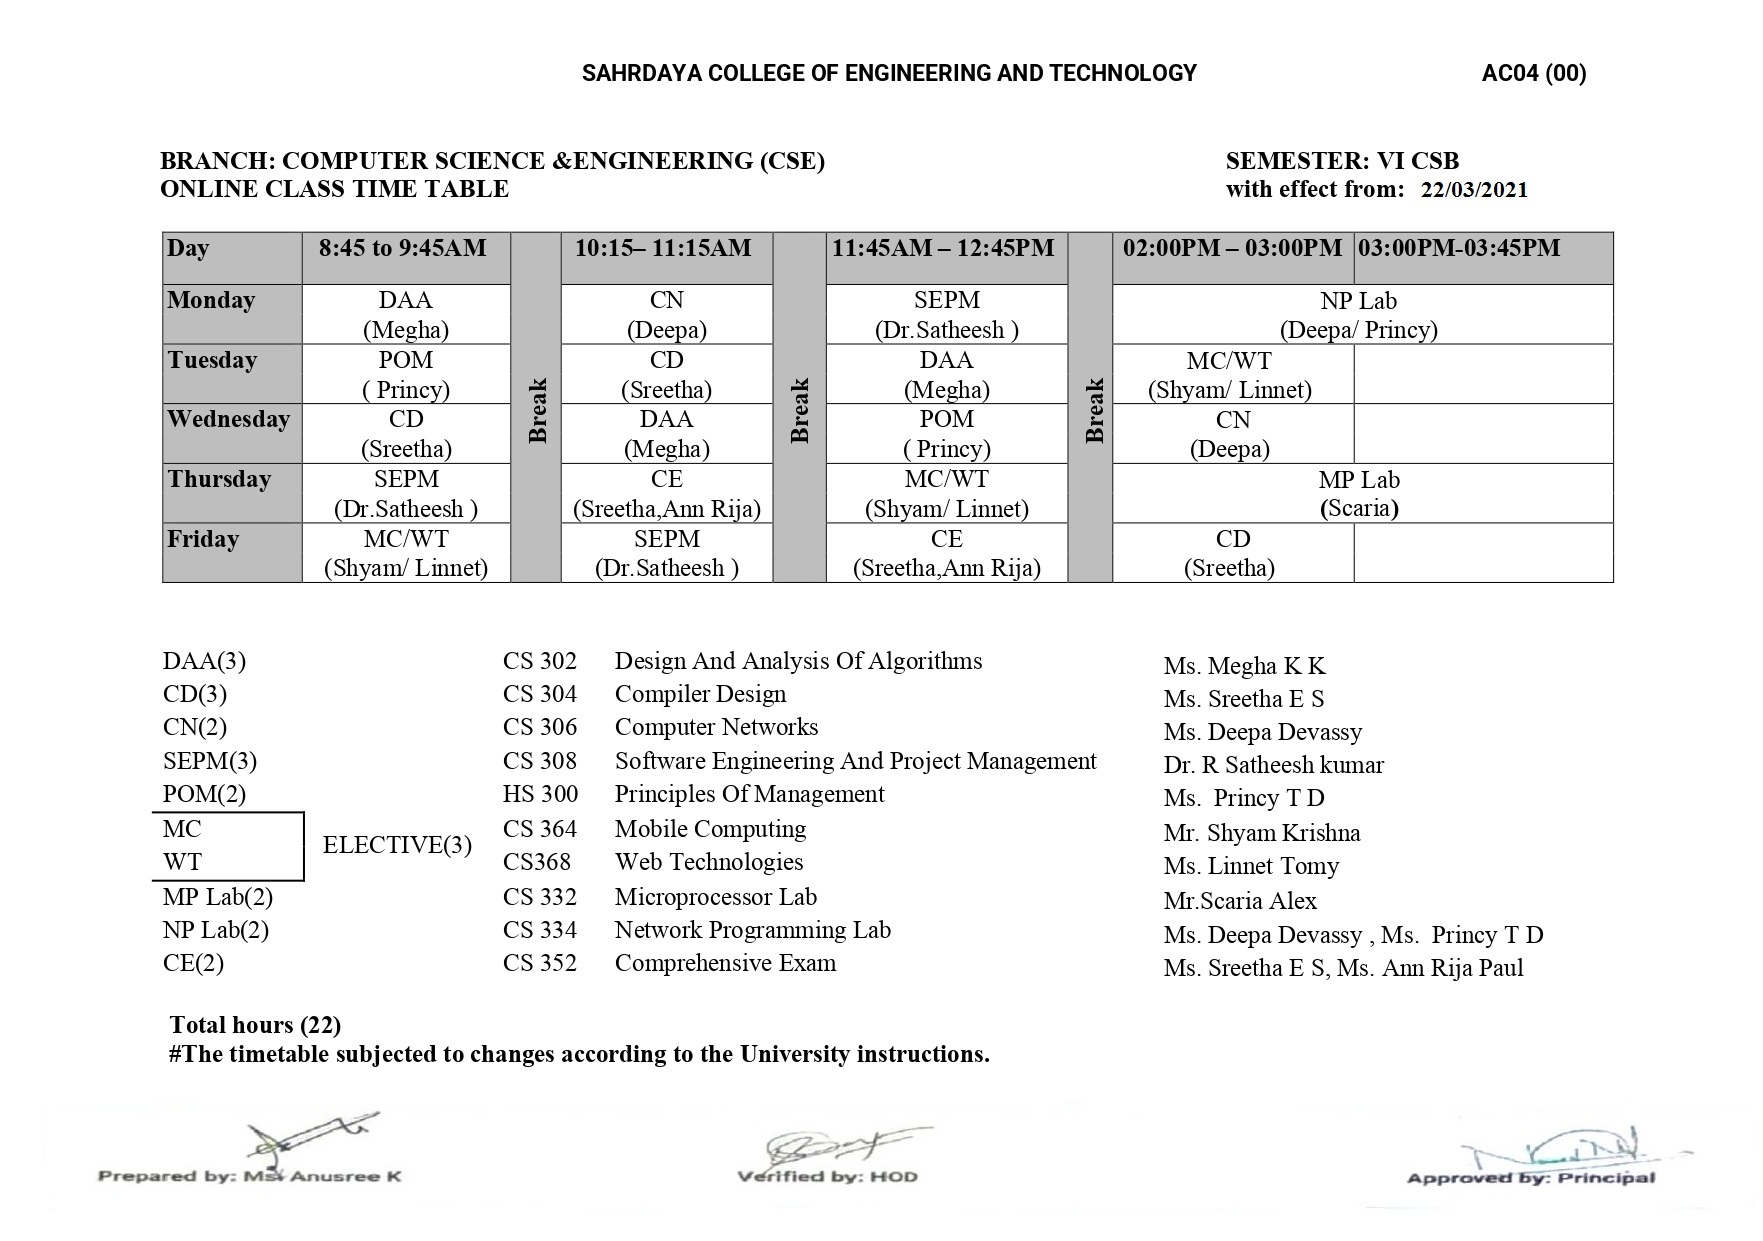 SAHRDAYA COLLEGE OF ENGINEERING AND TECHNOLOGY AC04 (00)
BRANCH: COMPUTER SCIENCE &ENGINEERING (CSE) SEMESTER: VI CSB
ONLINE CLASS TIME TABLE with effect from: 22/03/2021
Day 8:45 to 9:45AM Break 10:15– 11:15AM Break 11:45AM – 12:45PM Break 02:00PM – 03:00PM 03:00PM-03:45PM
Monday DAA CN SEPM NP Lab
(Megha) (Deepa) (Dr.Satheesh ) (Deepa/ Princy)
Tuesday POM CD DAA MC/WT
( Princy) (Sreetha) (Megha) (Shyam/ Linnet)
Wednesday CD DAA POM CN
(Sreetha) (Megha) ( Princy) (Deepa)
Thursday SEPM CE MC/WT MP Lab
(Dr.Satheesh ) (Sreetha,Ann Rija) (Shyam/ Linnet) (Scaria)
Friday MC/WT SEPM CE CD
(Shyam/ Linnet) (Dr.Satheesh ) (Sreetha,Ann Rija) (Sreetha)
DAA(3) CS 302 Design And Analysis Of Algorithms Ms. Megha K K
CD(3) CS 304 Compiler Design Ms. Sreetha E S
CN(2) CS 306 Computer Networks Ms. Deepa Devassy
SEPM(3) CS 308 Software Engineering And Project Management Dr. R Satheesh kumar
POM(2) HS 300 Principles Of Management Ms. Princy T D
MC ELECTIVE(3) CS 364 Mobile Computing Mr. Shyam Krishna
WT CS368 Web Technologies Ms. Linnet Tomy
MP Lab(2) CS 332 Microprocessor Lab Mr.Scaria Alex
NP Lab(2) CS 334 Network Programming Lab Ms. Deepa Devassy , Ms. Princy T D
CE(2) CS 352 Comprehensive Exam Ms. Sreetha E S, Ms. Ann Rija Paul
Total hours (22)
#The timetable subjected to changes according to the University instructions.
Prepared by: Ms. Anusree K Verified by: HOD Approved by: Principal